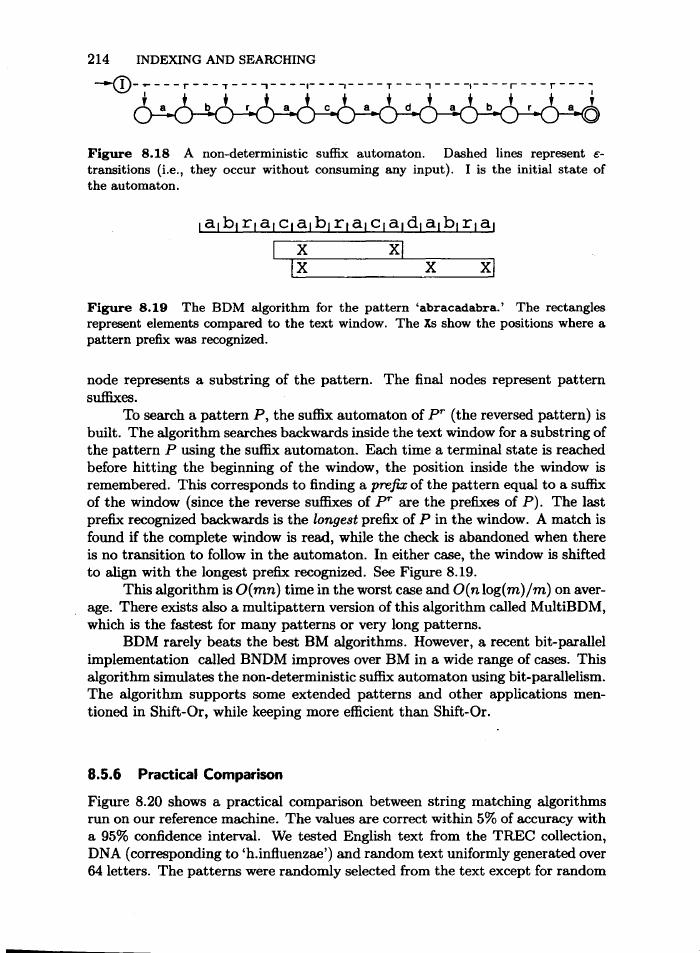 214 INDEXING AND SEARCHING
I
a b r a c a d a b r a
Figure 8.18 A non-deterministic suffix automaton. Dashed lines represent ε-
transitions (i.e., they occur without consuming any input). I is the initial state of
the automaton.
a b r a c a b r a c a d a b r a
X X
X X X
Figure 8.19 The BDM algorithm for the pattern ‘abracadabra.’ The rectangles
represent elements compared to the text window. The Xs show the positions where a
pattern prefix was recognized.
node represents a substring of the pattern. The final nodes represent pattern
suffixes.
To search a pattern P, the suffix automaton of Pʳ (the reversed pattern) is
built. The algorithm searches backwards inside the text window for a substring of
the pattern P using the suffix automaton. Each time a terminal state is reached
before hitting the beginning of the window, the position inside the window is
remembered. This corresponds to finding a prefix of the pattern equal to a suffix
of the window (since the reverse suffixes of Pʳ are the prefixes of P). The last
prefix recognized backwards is the longest prefix of P in the window. A match is
found if the complete window is read, while the check is abandoned when there
is no transition to follow in the automaton. In either case, the window is shifted
to align with the longest prefix recognized. See Figure 8.19.
This algorithm is O(mn) time in the worst case and O(n log(m)/m) on aver-
age. There exists also a multipattern version of this algorithm called MultiBDM,
which is the fastest for many patterns or very long patterns.
BDM rarely beats the best BM algorithms. However, a recent bit-parallel
implementation called BNDM improves over BM in a wide range of cases. This
algorithm simulates the non-deterministic suffix automaton using bit-parallelism.
The algorithm supports some extended patterns and other applications men-
tioned in Shift-Or, while keeping more efficient than Shift-Or.
8.5.6 Practical Comparison
Figure 8.20 shows a practical comparison between string matching algorithms
run on our reference machine. The values are correct within 5% of accuracy with
a 95% confidence interval. We tested English text from the TREC collection,
DNA (corresponding to ‘h.influenzae’) and random text uniformly generated over
64 letters. The patterns were randomly selected from the text except for random